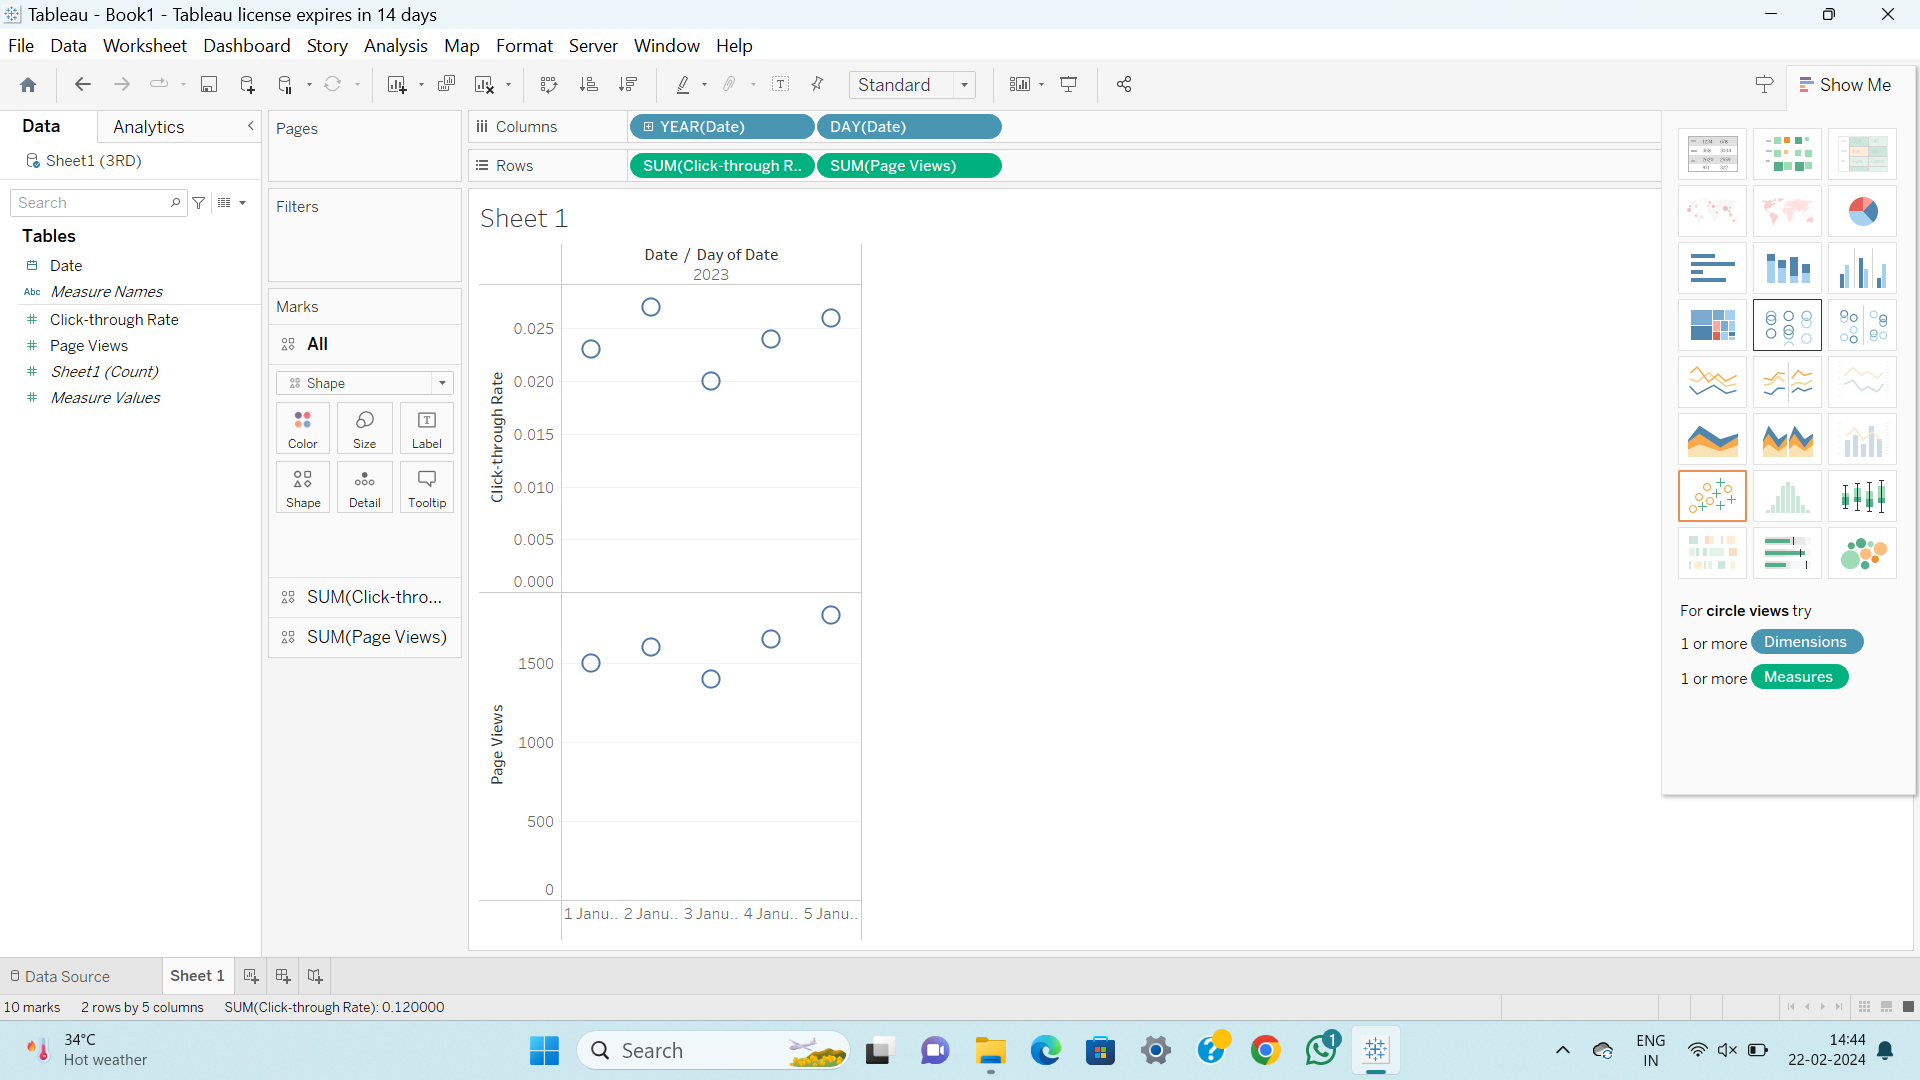 Tableau - Book1 - Tableau license expires in 14 days
File Data Worksheet Dashboard Story Analysis Map Format Server Window Help
Standard
Show Me
Data Analytics
Sheet1 (3RD)
Search
Tables
Date
Abc Measure Names
Click-through Rate
Page Views
Sheet1 (Count)
Measure Values
Pages
Filters
Marks
All
Shape
Color Size Label
Shape Detail Tooltip
SUM(Click-thro...
SUM(Page Views)
Columns YEAR(Date) DAY(Date)
Rows SUM(Click-through R.. SUM(Page Views)
Sheet 1
Date / Day of Date
2023
Click-through Rate
0.025
0.020
0.015
0.010
0.005
0.000
Page Views
1500
1000
500
0
1 Janu.. 2 Janu.. 3 Janu.. 4 Janu.. 5 Janu..
For circle views try
1 or more Dimensions
1 or more Measures
Data Source Sheet 1
10 marks 2 rows by 5 columns SUM(Click-through Rate): 0.120000
34°C
Hot weather
Search
1
ENG
IN
14:44
22-02-2024